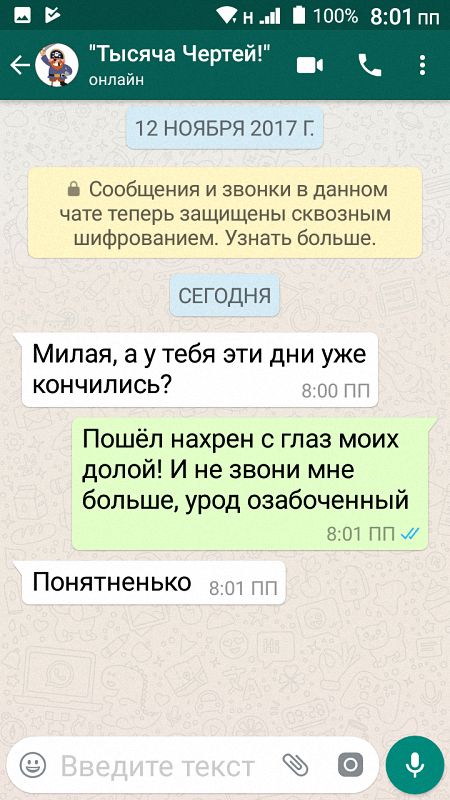 Н 100% 8:01 пп
"Тысяча Чертей!"
онлайн
12 НОЯБРЯ 2017 Г.
Сообщения и звонки в данном
чате теперь защищены сквозным
шифрованием. Узнать больше.
СЕГОДНЯ
Милая, а у тебя эти дни уже
кончились?
8:00 ПП
Пошёл нахрен с глаз моих
долой! И не звони мне
больше, урод озабоченный
8:01 ПП
Понятненько 8:01 ПП
Введите текст